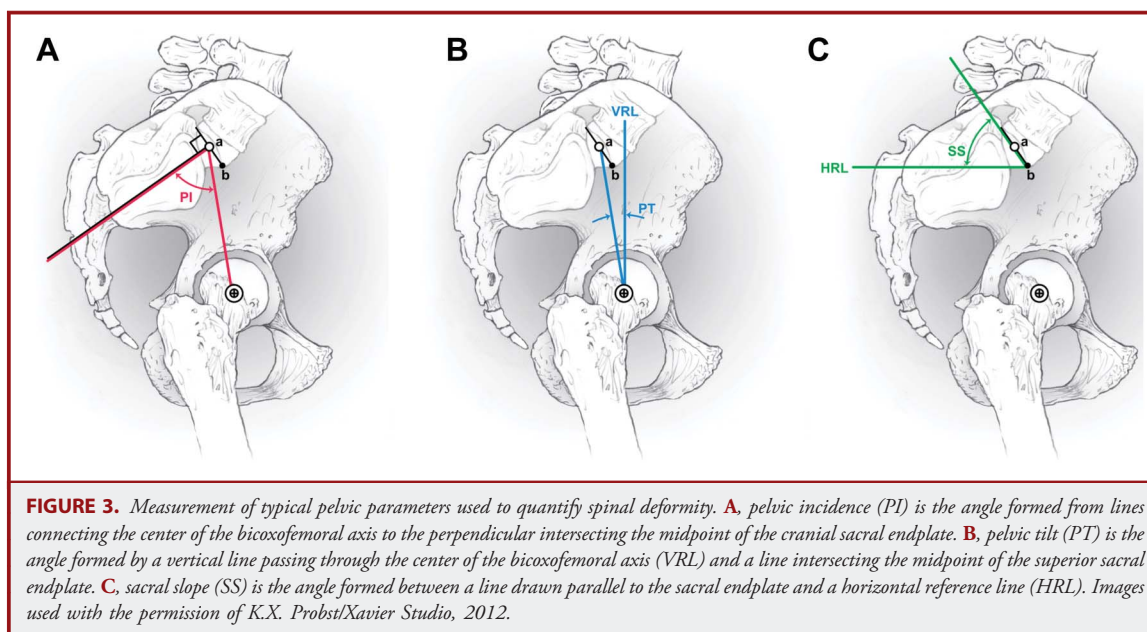 A
B
C
a
b
PI
VRL
a
b
PT
a
b
SS
HRL
FIGURE 3. Measurement of typical pelvic parameters used to quantify spinal deformity. A, pelvic incidence (PI) is the angle formed from lines
connecting the center of the bicoxofemoral axis to the perpendicular intersecting the midpoint of the cranial sacral endplate. B, pelvic tilt (PT) is the
angle formed by a vertical line passing through the center of the bicoxofemoral axis (VRL) and a line intersecting the midpoint of the superior sacral
endplate. C, sacral slope (SS) is the angle formed between a line drawn parallel to the sacral endplate and a horizontal reference line (HRL). Images
used with the permission of K.X. Probst/Xavier Studio, 2012.